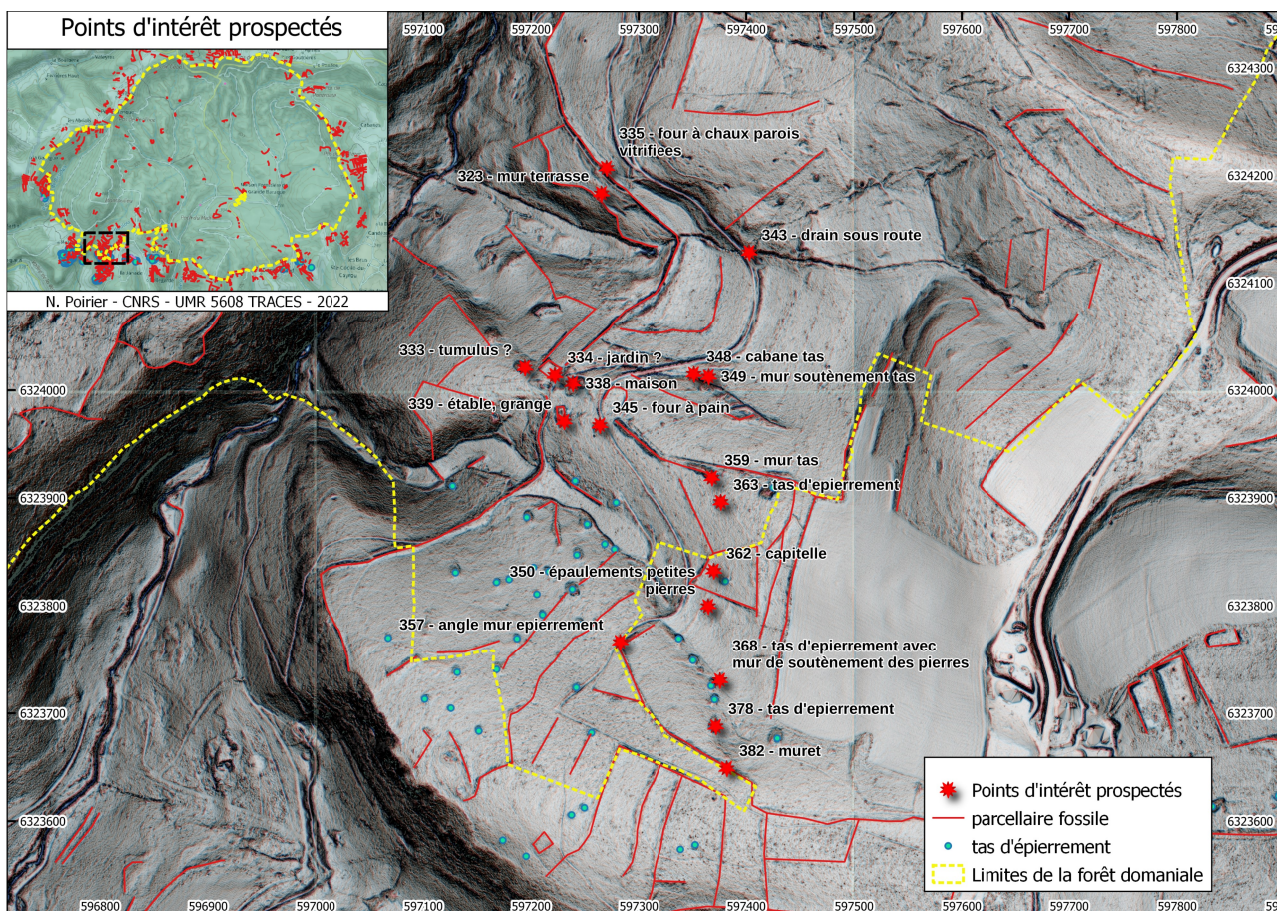 Points d'intérêt prospectés
N. Poirier - CNRS - UMR 5608 TRACES - 2022
597100
597200
597300
597400
597500
597600
597700
597800
6324300
6324200
6324100
6324000
6323900
6323800
6323700
6323600
335 - four à chaux parois
vitrifiées
323 - mur terrasse
343 - drain sous route
333 - tumulus ?
334 - jardin ?
348 - cabane tas
349 - mur soutènement tas
338 - maison
339 - étable, grange
345 - four à pain
6324000
359 - mur tas
363 - tas d'epierrement
6323900
362 - capitelle
350 - épaulements petites
pierres
6323800
357 - angle mur epierrement
368 - tas d'epierrement avec
mur de soutènement des pierres
6323700
378 - tas d'epierrement
382 - muret
6323600
Points d'intérêt prospectés
parcellaire fossile
tas d'épierrement
Limites de la forêt domaniale
596800
596900
597000
597100
597200
597300
597400
597500
597600
597700
597800